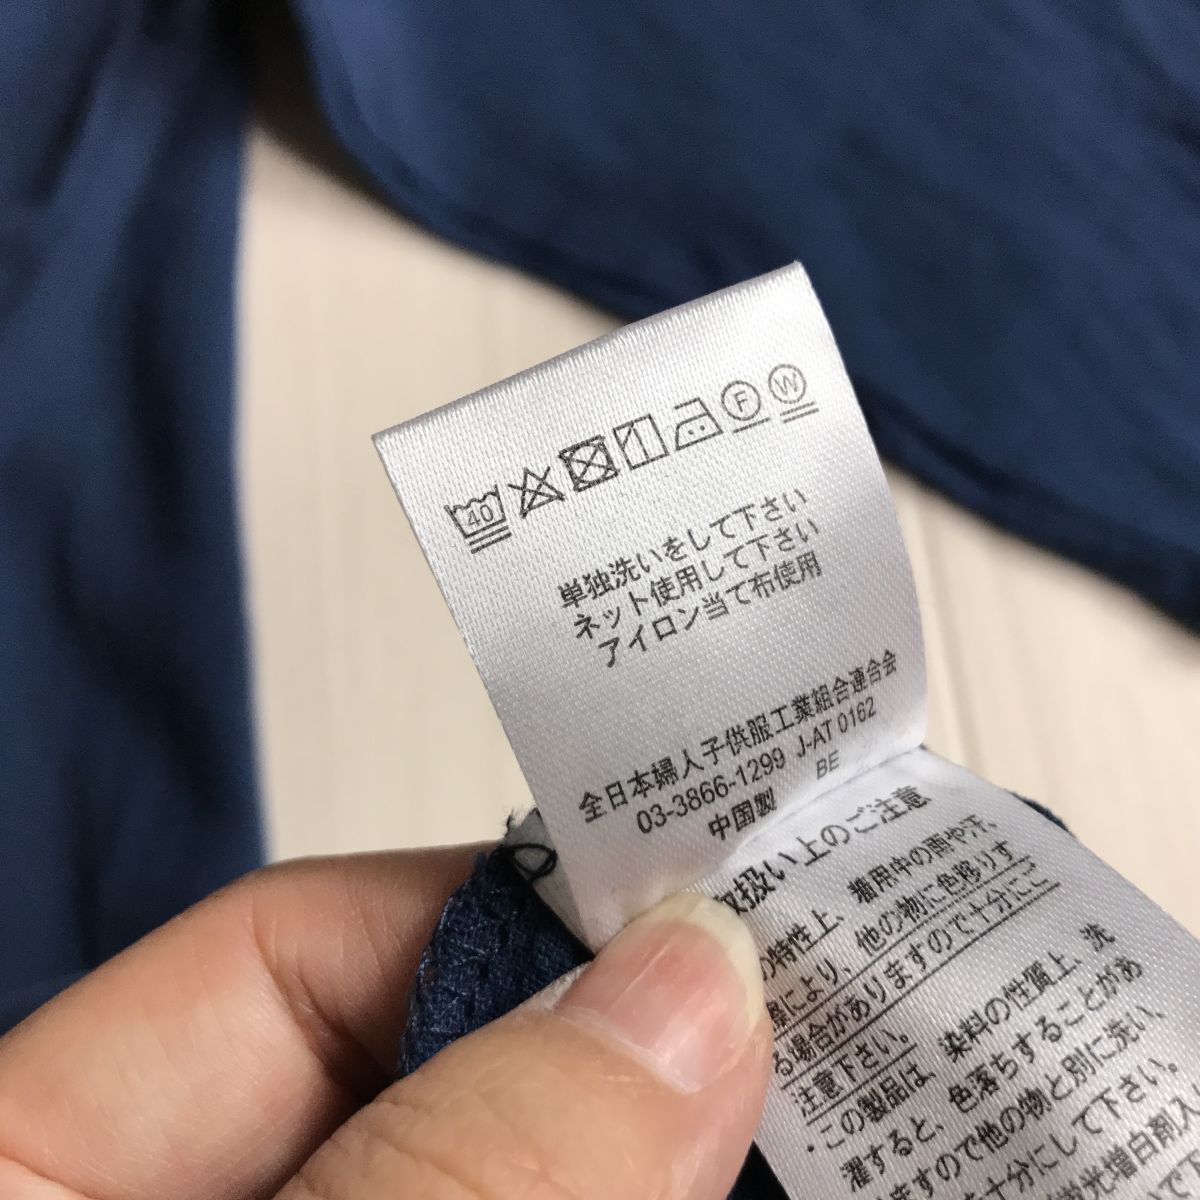 40 F W
単独洗いをして下さい
ネット使用して下さい
アイロン当て布使用
全日本婦人子供服工業組合連合会
03-3866-1299 J-AT 0162
中国製 BE
取扱い上のご注意
の特性上、着用中の雨や汗、
により、他の物に色移りす
る場合がありますので十分にご
注意下さい。
・この製品は、染料の性質上、洗
濯すると、色落ちすることがあ
ますので他の物と別に洗い、
十分にして下さい。
光増白剤入